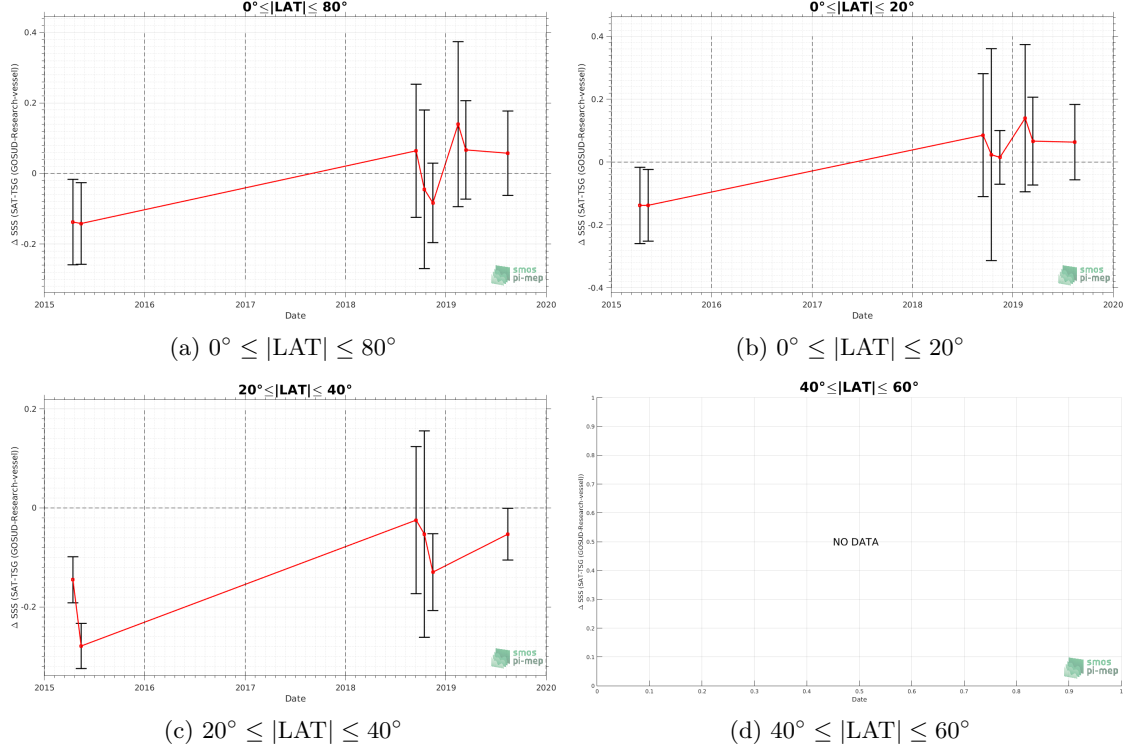 0°≤|LAT|≤ 80°
Δ SSS (SAT-TSG (GOSUD-Research-vessel))
0.4
0.2
0
-0.2
2015 2016 2017 2018 2019 2020
Date
smos
pi-mep
(a) 0° ≤ |LAT| ≤ 80°
0°≤|LAT|≤ 20°
Δ SSS (SAT-TSG (GOSUD-Research-vessel))
0.4
0.2
0
-0.2
-0.4
2015 2016 2017 2018 2019 2020
Date
smos
pi-mep
(b) 0° ≤ |LAT| ≤ 20°
20°≤|LAT|≤ 40°
Δ SSS (SAT-TSG (GOSUD-Research-vessel))
0.2
0
-0.2
2015 2016 2017 2018 2019 2020
Date
smos
pi-mep
(c) 20° ≤ |LAT| ≤ 40°
40°≤|LAT|≤ 60°
Δ SSS (SAT-TSG (GOSUD-Research-vessel))
1
0.9
0.8
0.7
0.6
0.5
0.4
0.3
0.2
0.1
0
NO DATA
0 0.1 0.2 0.3 0.4 0.5 0.6 0.7 0.8 0.9 1
Date
smos
pi-mep
(d) 40° ≤ |LAT| ≤ 60°